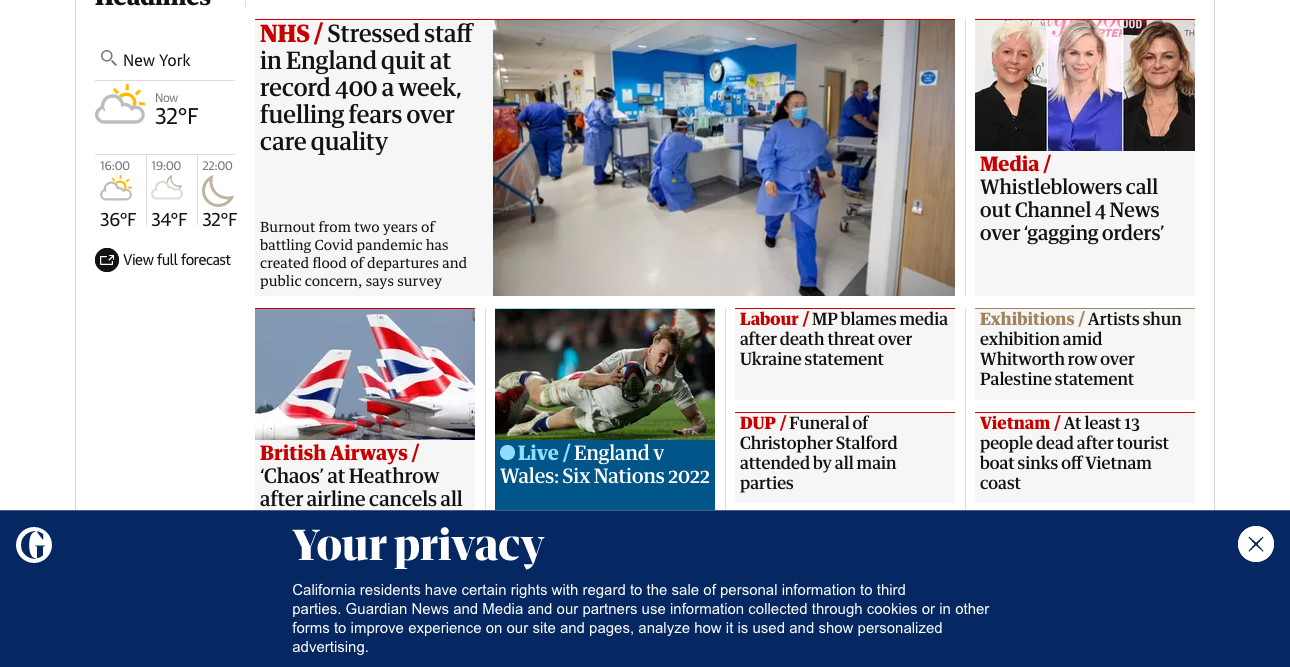 Headlines
New York
Now
32°F
16:00
19:00
22:00
36°F
34°F
32°F
View full forecast
NHS / Stressed staff
in England quit at
record 400 a week,
fuelling fears over
care quality
Burnout from two years of
battling Covid pandemic has
created flood of departures and
public concern, says survey
Media /
Whistleblowers call
out Channel 4 News
over ‘gagging orders’
British Airways /
‘Chaos’ at Heathrow
after airline cancels all
Live / England v
Wales: Six Nations 2022
Labour / MP blames media
after death threat over
Ukraine statement
DUP / Funeral of
Christopher Stalford
attended by all main
parties
Exhibitions / Artists shun
exhibition amid
Whitworth row over
Palestine statement
Vietnam / At least 13
people dead after tourist
boat sinks off Vietnam
coast
G
Your privacy
California residents have certain rights with regard to the sale of personal information to third
parties. Guardian News and Media and our partners use information collected through cookies or in other
forms to improve experience on our site and pages, analyze how it is used and show personalized
advertising.